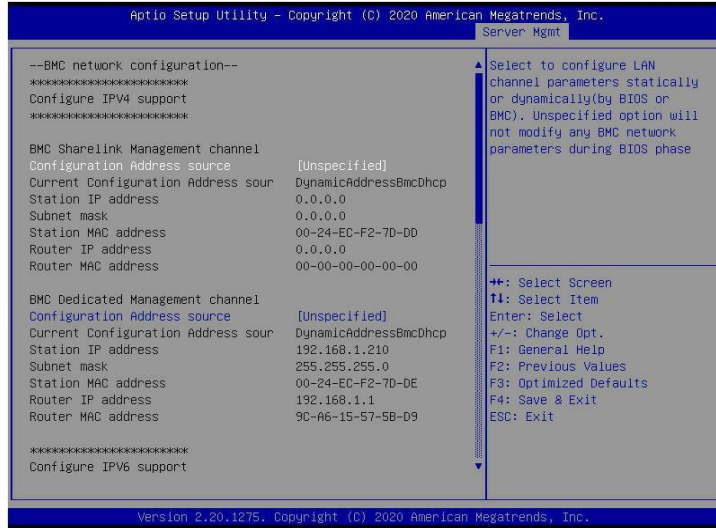 Aptio Setup Utility – Copyright (C) 2020 American Megatrends, Inc.
Server Mgmt
--BMC network configuration--
***********************
Configure IPV4 support
***********************
BMC Sharelink Management channel
Configuration Address source [Unspecified]
Current Configuration Address sour DynamicAddressBmcDhcp
Station IP address 0.0.0.0
Subnet mask 0.0.0.0
Station MAC address 00-24-EC-F2-7D-DD
Router IP address 0.0.0.0
Router MAC address 00-00-00-00-00-00
BMC Dedicated Management channel
Configuration Address source [Unspecified]
Current Configuration Address sour DynamicAddressBmcDhcp
Station IP address 192.168.1.210
Subnet mask 255.255.255.0
Station MAC address 00-24-EC-F2-7D-DE
Router IP address 192.168.1.1
Router MAC address 9C-A6-15-57-5B-D9
***********************
Configure IPV6 support
Select to configure LAN
channel parameters statically
or dynamically(by BIOS or
BMC). Unspecified option will
not modify any BMC network
parameters during BIOS phase
→←: Select Screen
↑↓: Select Item
Enter: Select
+/-: Change Opt.
F1: General Help
F2: Previous Values
F3: Optimized Defaults
F4: Save & Exit
ESC: Exit
Version 2.20.1275. Copyright (C) 2020 American Megatrends, Inc.